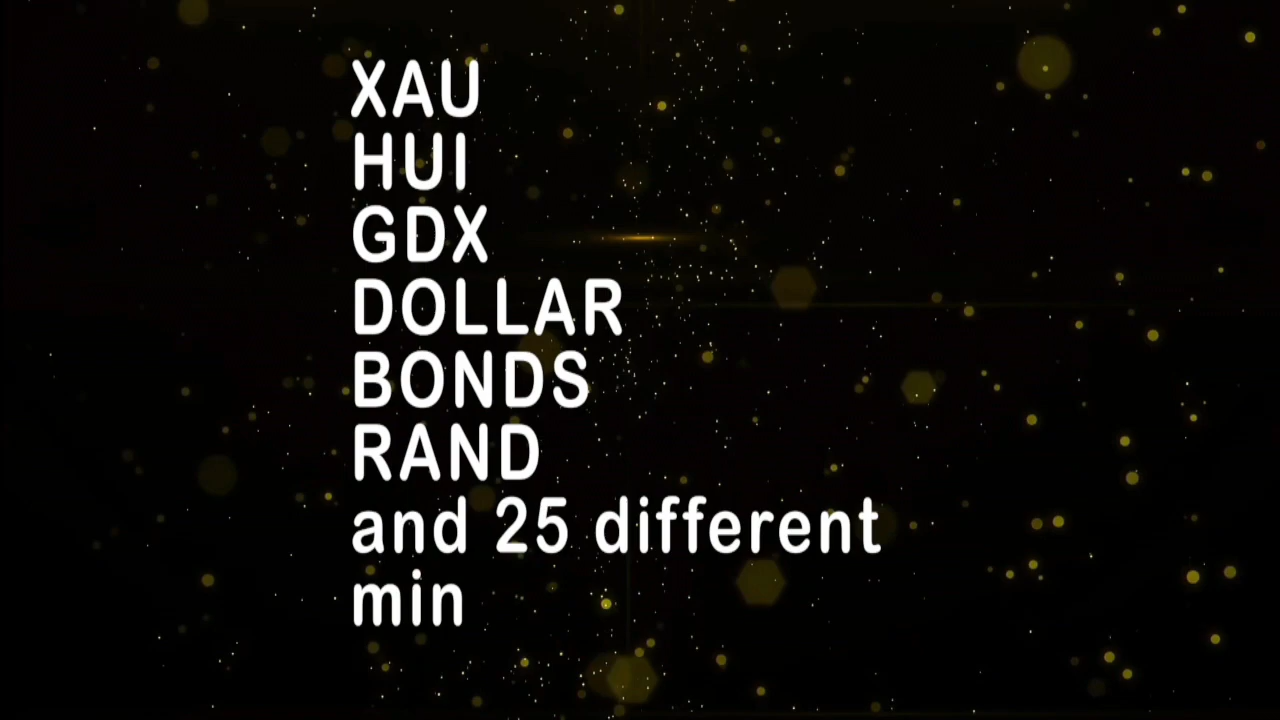 XAU
HUI
GDX
DOLLAR
BONDS
RAND
and 25 different
min